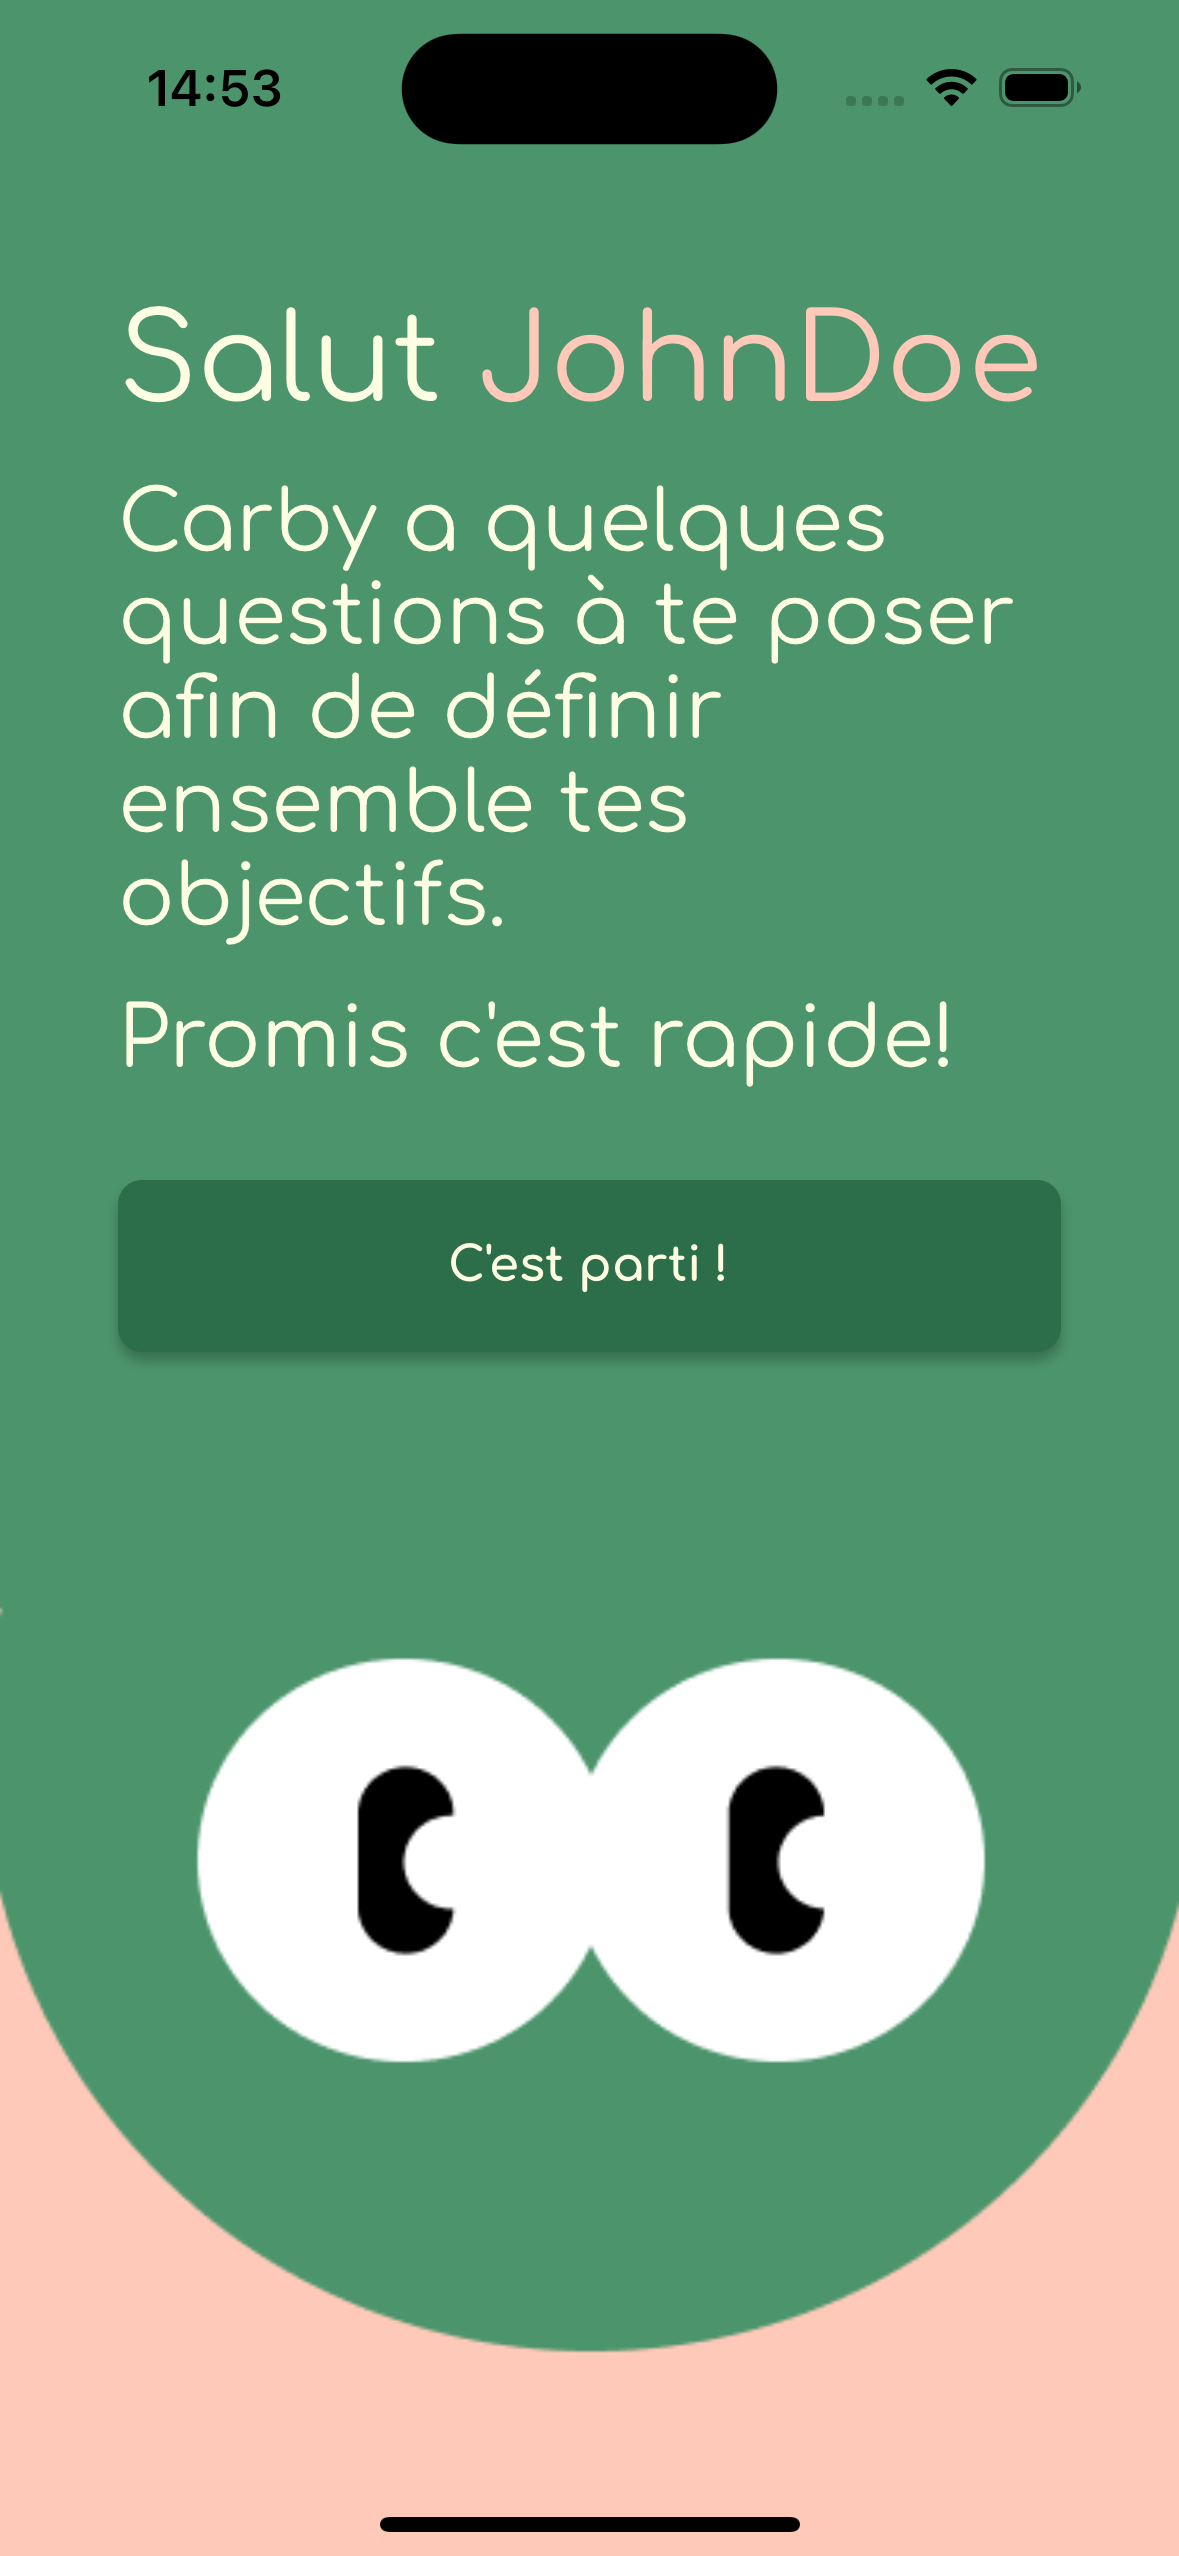 14:53
Salut JohnDoe
Carby a quelques
questions à te poser
afin de définir
ensemble tes
objectifs.
Promis c'est rapide!
C'est parti !